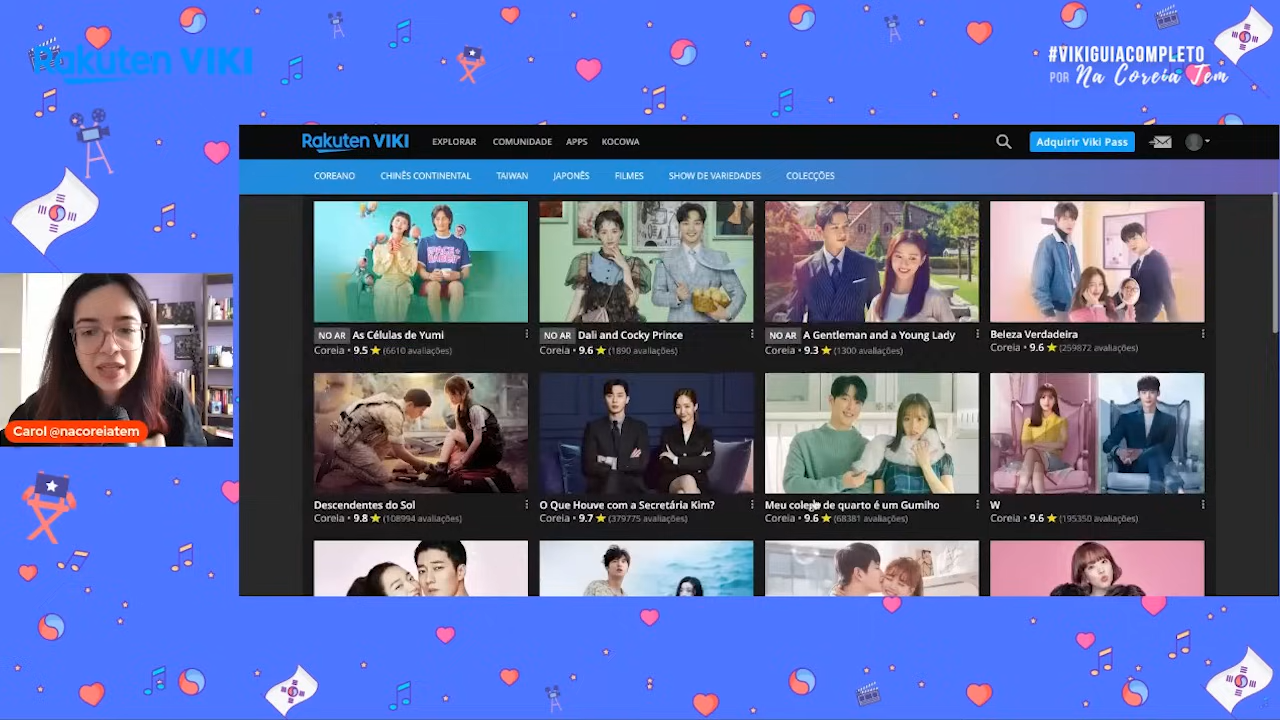 Rakuten VIKI
#VIKIGUIACOMPLETO
POR Na Coreia Tem
Rakuten VIKI
EXPLORAR
COMUNIDADE
APPS
KOCOWA
Adquirir Viki Pass
COREANO
CHINÊS CONTINENTAL
TAIWAN
JAPONÊS
FILMES
SHOW DE VARIEDADES
COLECÇÕES
SPACE
NO AR As Células de Yumi
Coreia • 9.5 ★ (6610 avaliações)
NO AR Dali and Cocky Prince
Coreia • 9.6 ★ (1890 avaliações)
NO AR A Gentleman and a Young Lady
Coreia • 9.3 ★ (1300 avaliações)
Beleza Verdadeira
Coreia • 9.6 ★ (259872 avaliações)
Carol @nacoreiatem
Descendentes do Sol
Coreia • 9.8 ★ (108994 avaliações)
O Que Houve com a Secretária Kim?
Coreia • 9.7 ★ (379775 avaliações)
Meu colega de quarto é um Gumiho
Coreia • 9.6 ★ (68381 avaliações)
W
Coreia • 9.6 ★ (195350 avaliações)